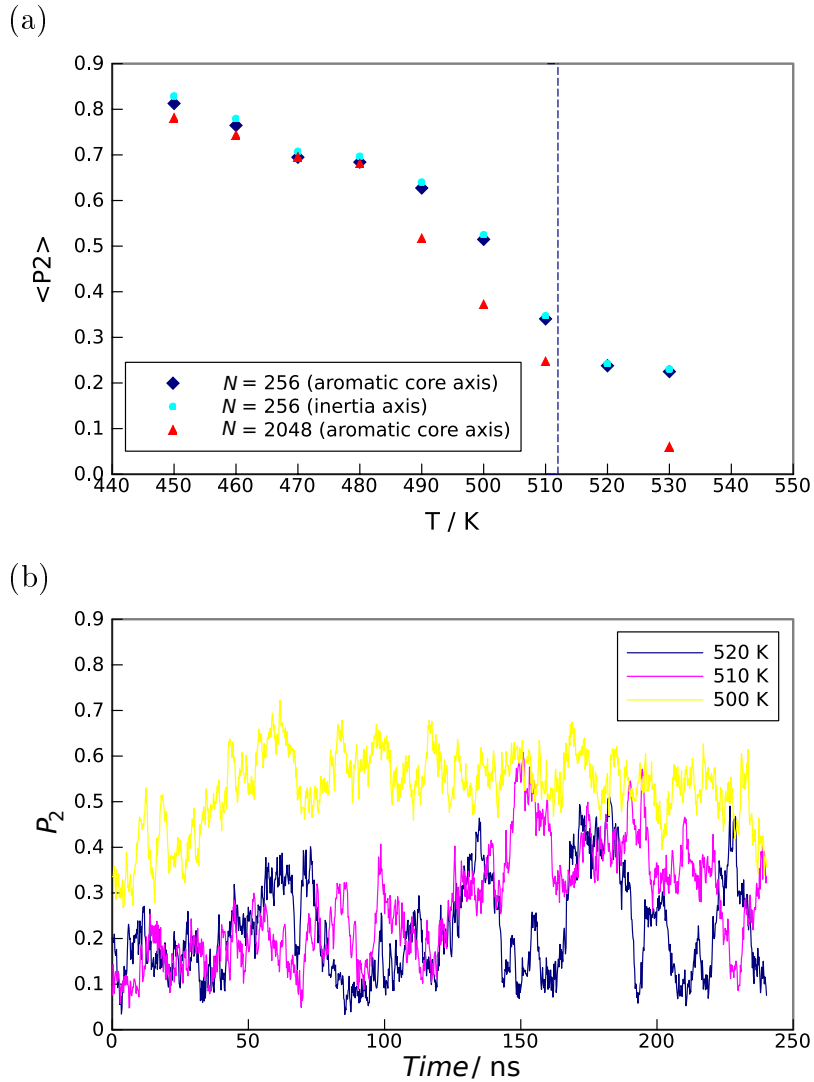 (a)
0.9
0.8
0.7
0.6
0.5
0.4
0.3
0.2
0.1
0.0
<P2>
N = 256 (aromatic core axis)
N = 256 (inertia axis)
N = 2048 (aromatic core axis)
440 450 460 470 480 490 500 510 520 530 540 550
T / K
(b)
0.9
0.8
0.7
0.6
0.5
0.4
0.3
0.2
0.1
0
P2
520 K
510 K
500 K
0 50 100 150 200 250
Time/ ns